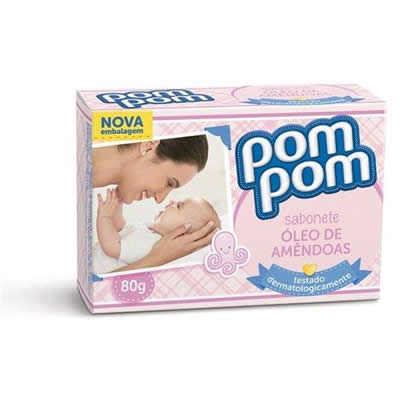 pom
pom
NOVA
embalagem
pom
pom
sabonete
ÓLEO DE
AMÊNDOAS
testado
dermatologicamente
80g